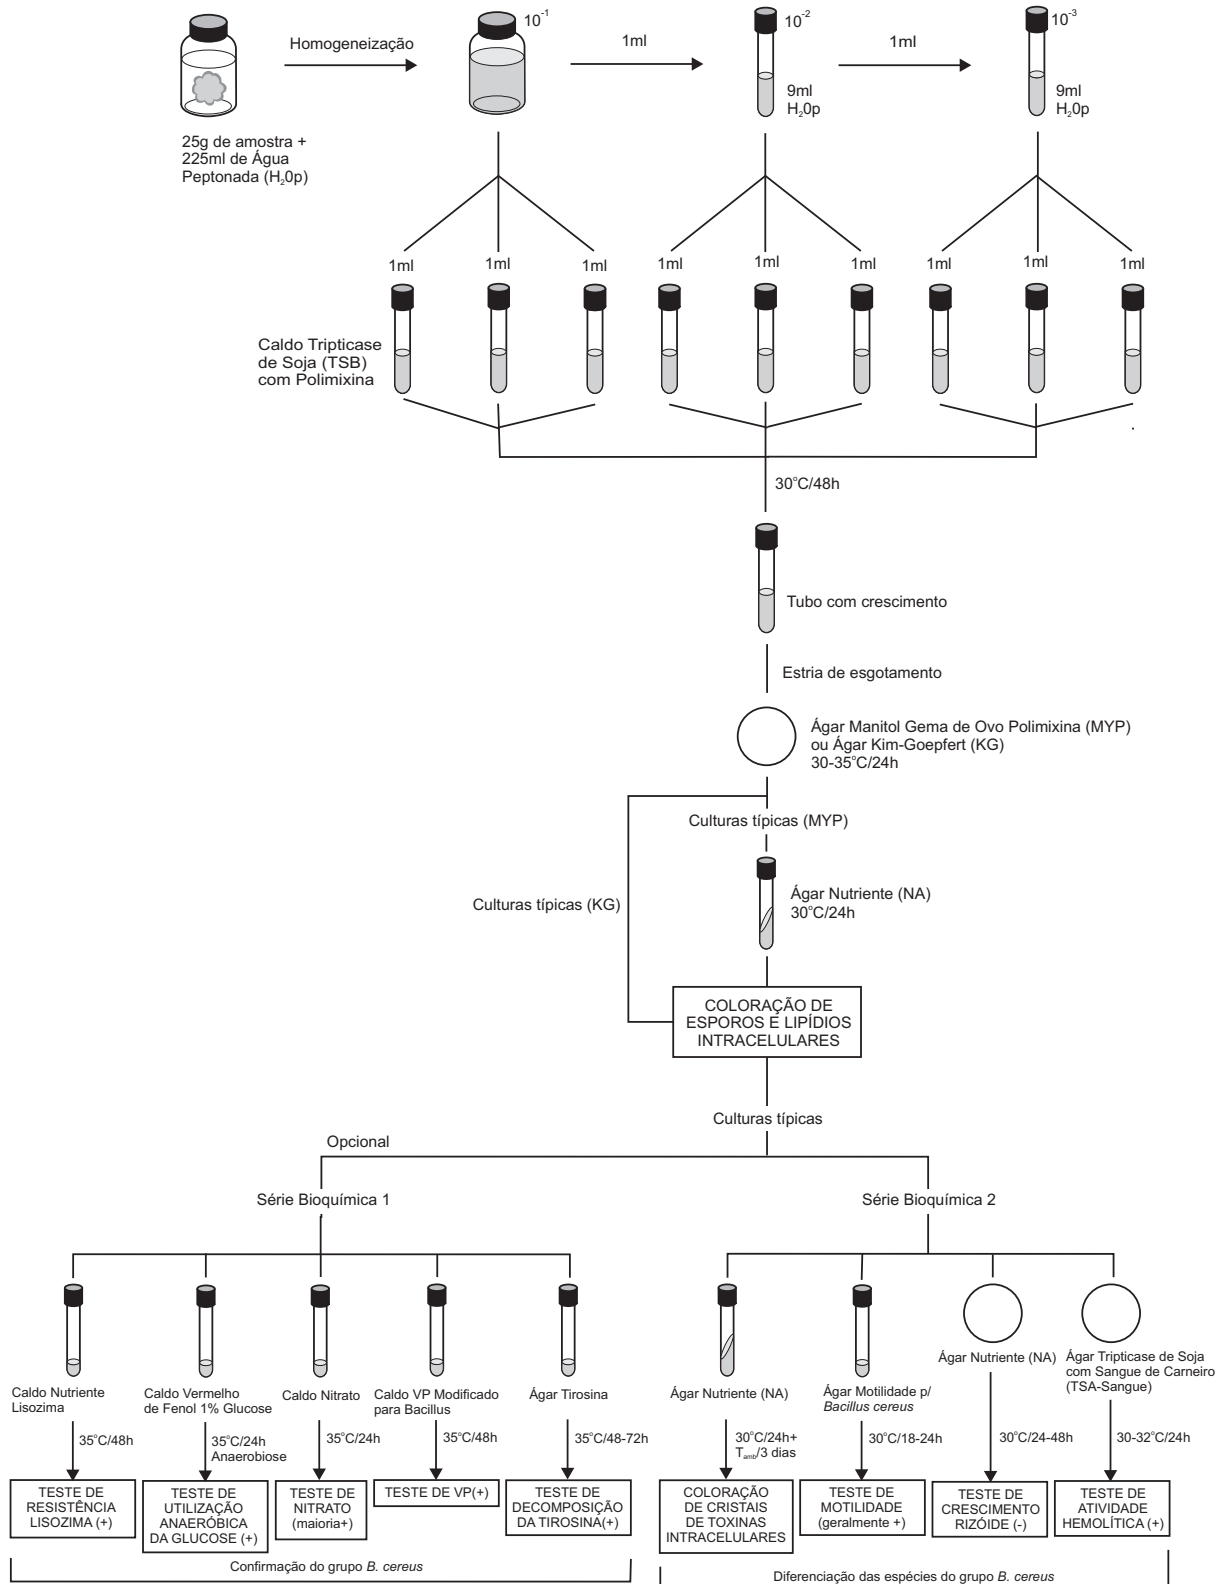 10-1
Homogeneização
1ml
10-2
1ml
10-3
9ml
H20p
9ml
H20p
25g de amostra +
225ml de Água
Peptonada (H20p)
1ml
1ml
1ml
1ml
1ml
1ml
1ml
1ml
1ml
Caldo Tripticase
de Soja (TSB)
com Polimixina
30°C/48h
Tubo com crescimento
Estria de esgotamento
Ágar Manitol Gema de Ovo Polimixina (MYP)
ou Ágar Kim-Goepfert (KG)
30-35°C/24h
Culturas típicas (MYP)
Culturas típicas (KG)
Ágar Nutriente (NA)
30°C/24h
COLORAÇÃO DE
ESPOROS E LIPÍDIOS
INTRACELULARES
Culturas típicas
Opcional
Série Bioquímica 1
Série Bioquímica 2
Caldo Nutriente
Lisozima
35°C/48h
TESTE DE
RESISTÊNCIA
LISOZIMA (+)
Caldo Vermelho
de Fenol 1% Glucose
35°C/24h
Anaerobiose
TESTE DE
UTILIZAÇÃO
ANAERÓBICA
DA GLUCOSE (+)
Caldo Nitrato
35°C/24h
TESTE DE
NITRATO
(maioria+)
Caldo VP Modificado
para Bacillus
35°C/48h
TESTE DE VP(+)
Ágar Tirosina
35°C/48-72h
TESTE DE
DECOMPOSIÇÃO
DA TIROSINA(+)
Confirmação do grupo B. cereus
Ágar Nutriente (NA)
30°C/24h+
Tamb/3 dias
COLORAÇÃO
DE CRISTAIS
DE TOXINAS
INTRACELULARES
Ágar Motilidade p/
Bacillus cereus
30°C/18-24h
TESTE DE
MOTILIDADE
(geralmente +)
Ágar Nutriente (NA)
30°C/24-48h
TESTE DE
CRESCIMENTO
RIZÓIDE (-)
Ágar Tripticase de Soja
com Sangue de Carneiro
(TSA-Sangue)
30-32°C/24h
TESTE DE
ATIVIDADE
HEMOLÍTICA (+)
Diferenciação das espécies do grupo B. cereus